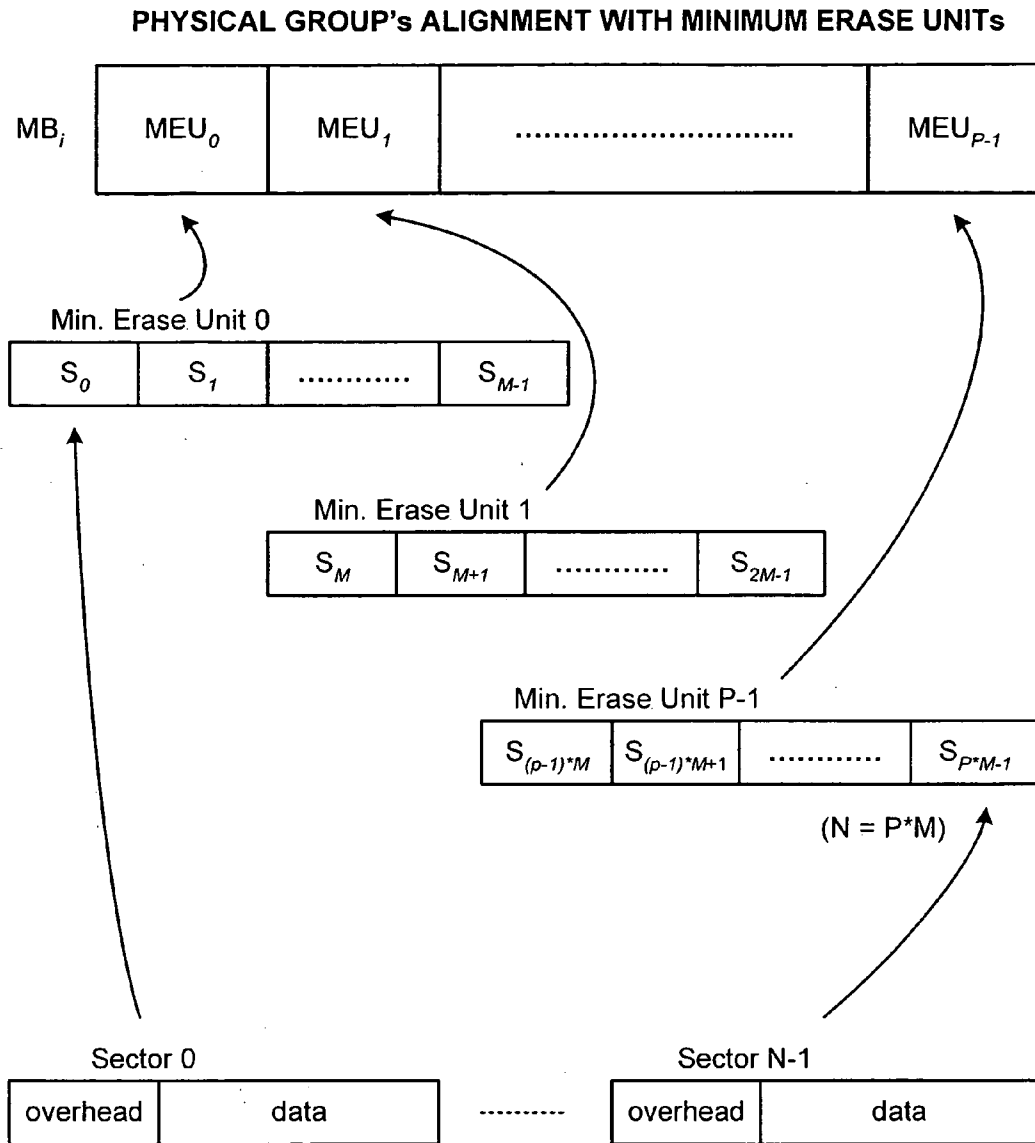 PHYSICAL GROUP's ALIGNMENT WITH MINIMUM ERASE UNITs
MBi MEU0 MEU1 ................................. MEUP-1
Min. Erase Unit 0
S0 S1 ............ SM-1
Min. Erase Unit 1
SM SM+1 ............ S2M-1
Min. Erase Unit P-1
S(p-1)*M S(p-1)*M+1 ............ SP*M-1
(N = P*M)
Sector 0 Sector N-1
overhead data .......... overhead data